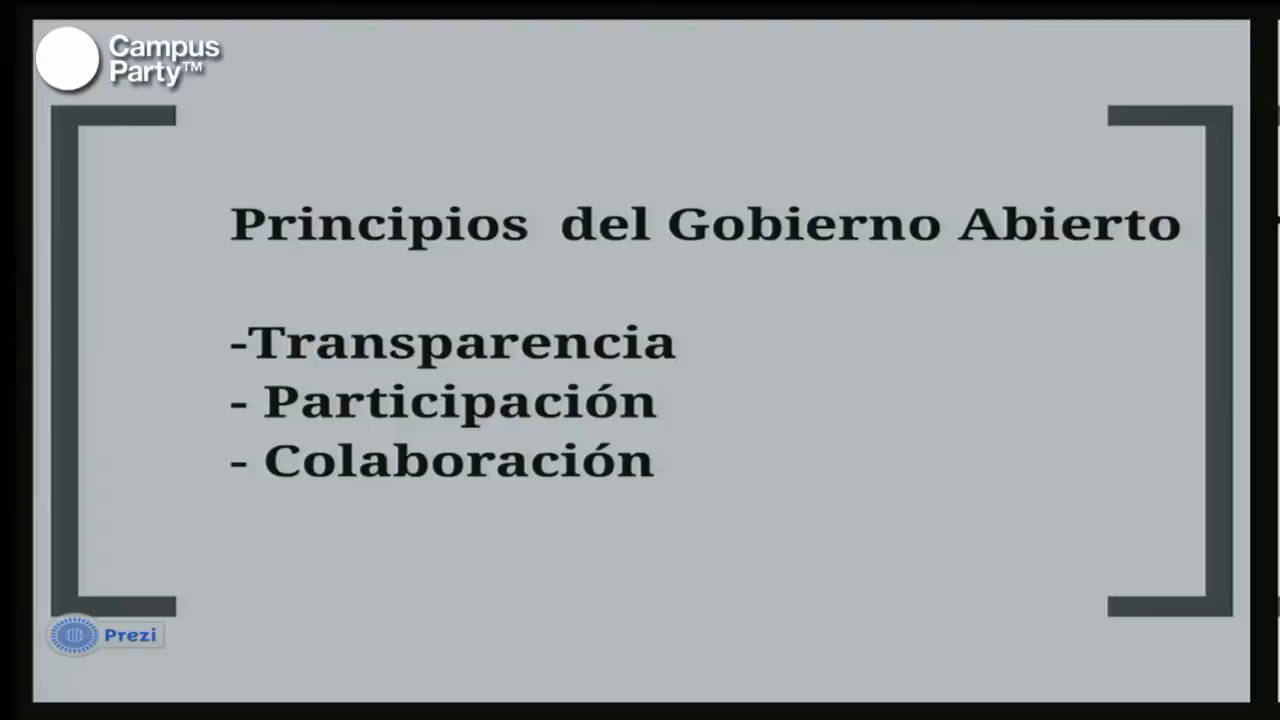 Campus
Party™
Principios del Gobierno Abierto
-Transparencia
- Participación
- Colaboración
Prezi